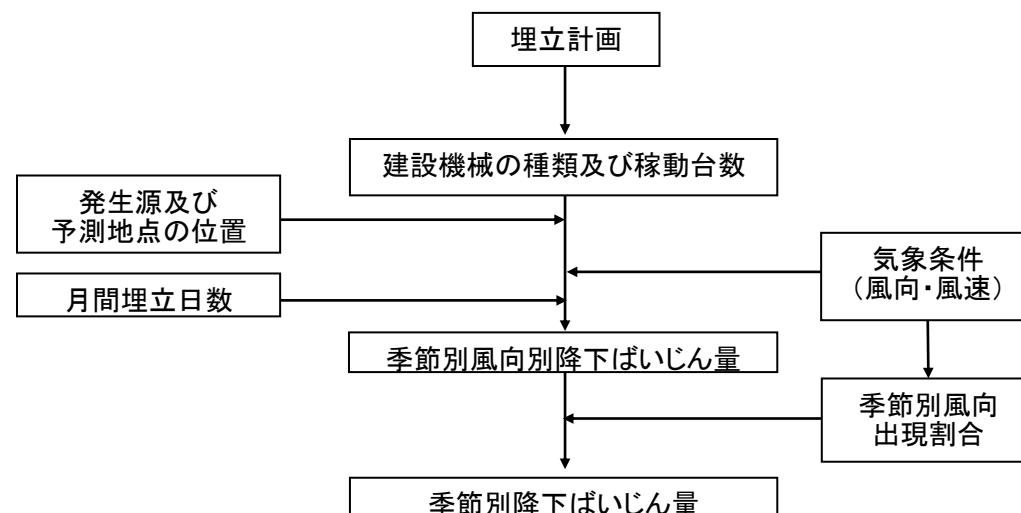 埋立計画
建設機械の種類及び稼動台数
発生源及び
予測地点の位置
気象条件
（風向・風速）
月間埋立日数
季節別風向別降下ばいじん量
季節別風向
出現割合
季節別降下ばいじん量